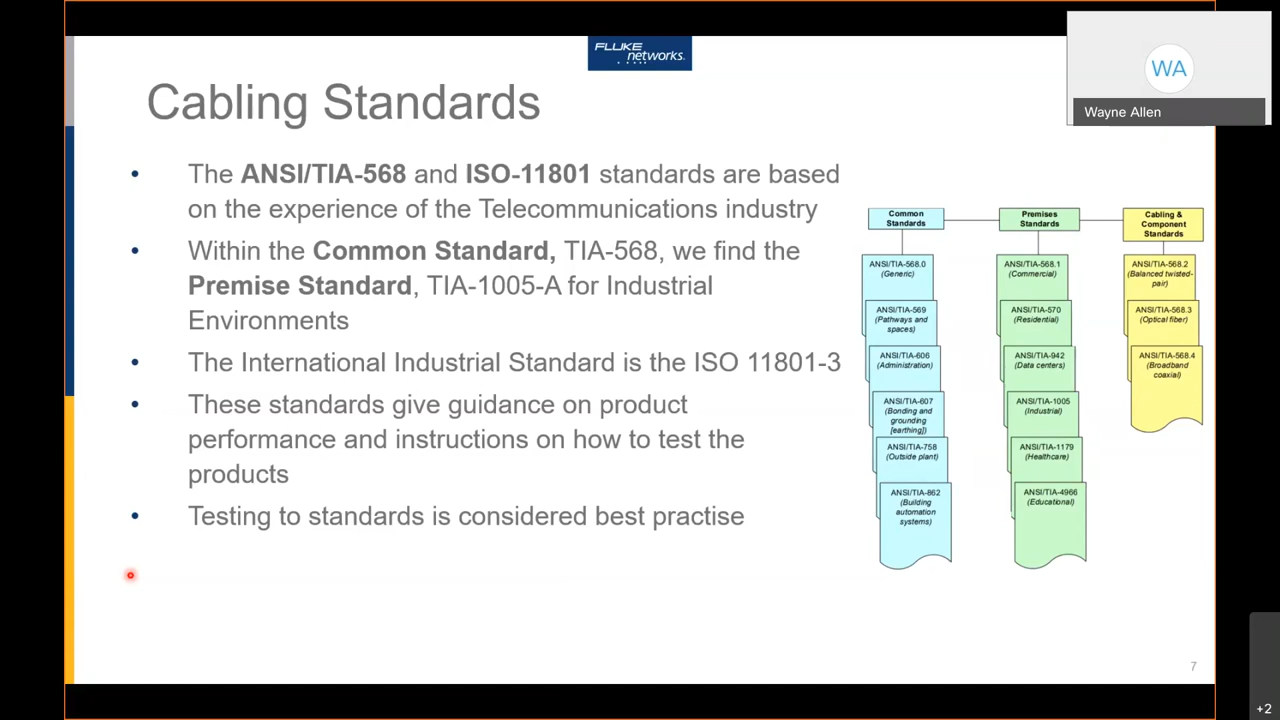 FLUKE
networks.
WA
Wayne Allen
Cabling Standards
• The ANSI/TIA-568 and ISO-11801 standards are based
on the experience of the Telecommunications industry
• Within the Common Standard, TIA-568, we find the
Premise Standard, TIA-1005-A for Industrial
Environments
• The International Industrial Standard is the ISO 11801-3
• These standards give guidance on product
performance and instructions on how to test the
products
• Testing to standards is considered best practise
Common
Standards
ANSI/TIA-568.0
(Generic)
ANSI/TIA-569
(Pathways and
spaces)
ANSI/TIA-606
(Administration)
ANSI/TIA-607
(Bonding and
grounding
[earthing])
ANSI/TIA-758
(Outside plant)
ANSI/TIA-862
(Building
automation
systems)
Premises
Standards
ANSI/TIA-568.1
(Commercial)
ANSI/TIA-570
(Residential)
ANSI/TIA-942
(Data centers)
ANSI/TIA-1005
(Industrial)
ANSI/TIA-1179
(Healthcare)
ANSI/TIA-4966
(Educational)
Cabling &
Component
Standards
ANSI/TIA-568.2
(Balanced twisted-
pair)
ANSI/TIA-568.3
(Optical fiber)
ANSI/TIA-568.4
(Broadband
coaxial)
7
+2